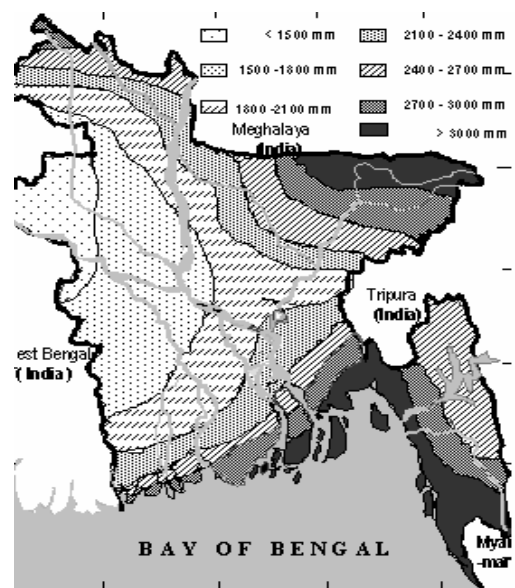 < 1500 mm
2100 - 2400 mm
1500 -1800 mm
2400 - 2700 mm
1800 -2100 mm
2700 - 3000 mm
> 3000 mm
Meghalaya
(India)
Tripura
(India)
est Bengal
( India )
Myan
-mar
BAY OF BENGAL